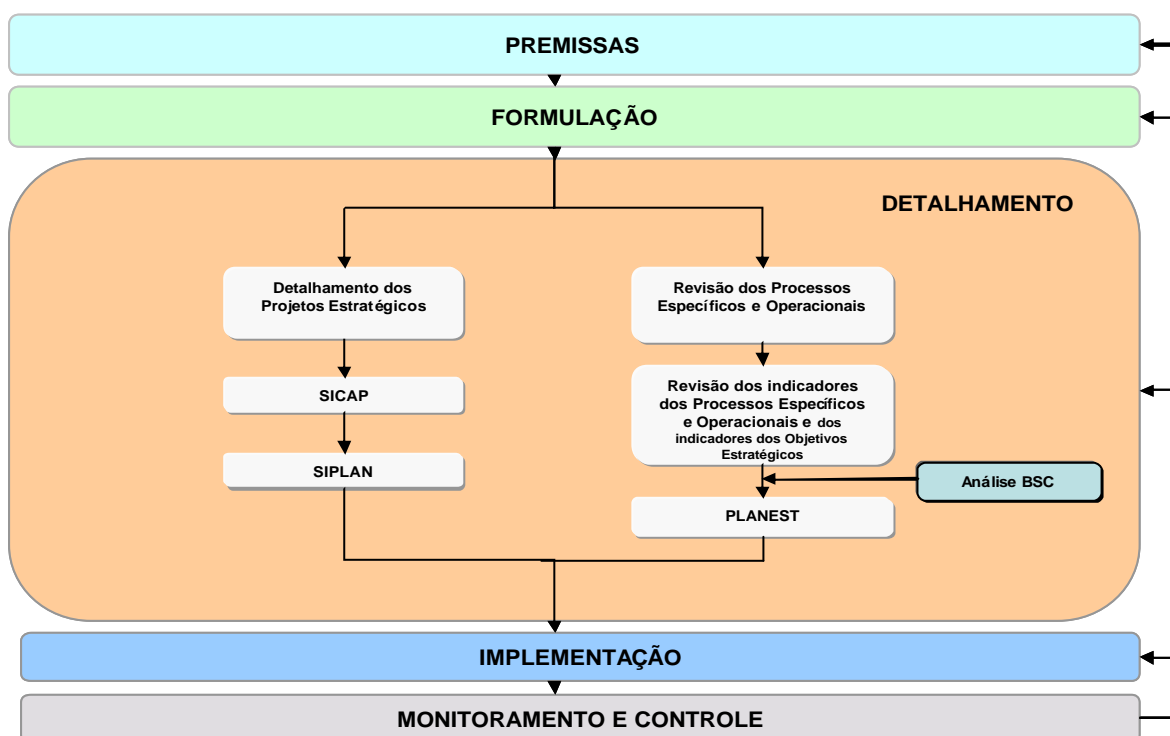 PREMISSAS
FORMULAÇÃO
DETALHAMENTO
Detalhamento dos
Projetos Estratégicos
SICAP
SIPLAN
Revisão dos Processos
Específicos e Operacionais
Revisão dos indicadores
dos Processos Específicos
e Operacionais e dos
indicadores dos Objetivos
Estratégicos
Análise BSC
PLANEST
IMPLEMENTAÇÃO
MONITORAMENTO E CONTROLE